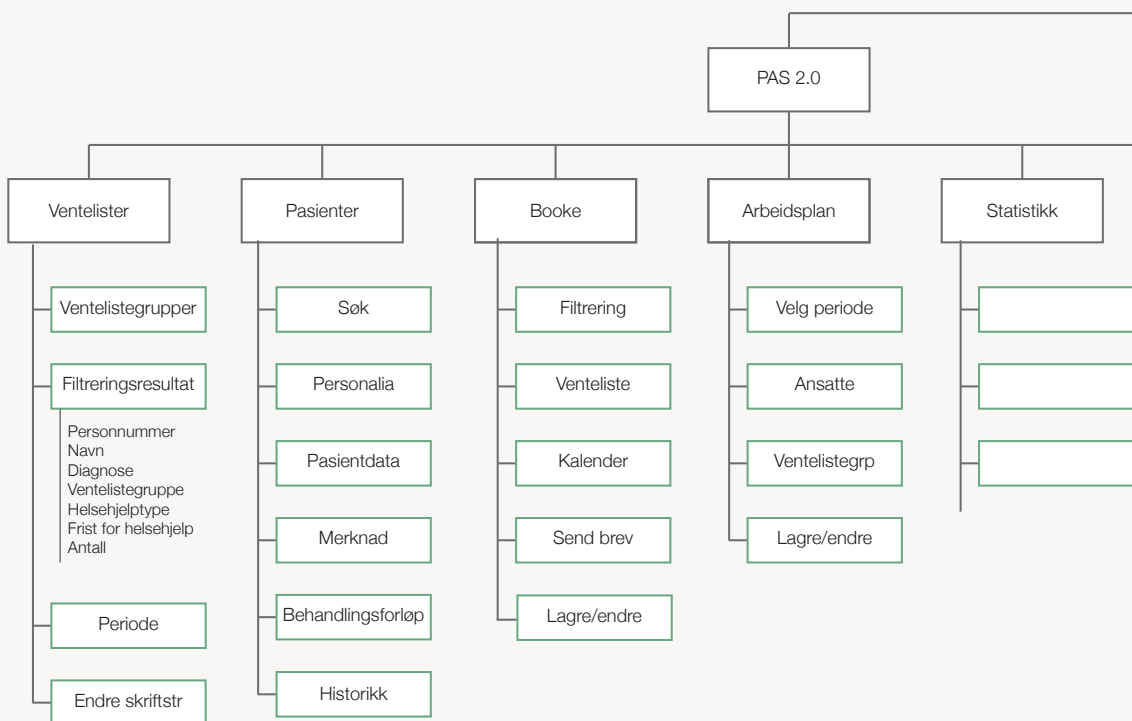 PAS 2.0
Ventelister
Pasienter
Booke
Arbeidsplan
Statistikk
Ventelistegrupper
Filtreringsresultat
Personnummer
Navn
Diagnose
Ventelistegruppe
Helsehjelptype
Frist for helsehjelp
Antall
Periode
Endre skriftstr
Søk
Personalia
Pasientdata
Merknad
Behandlingsforløp
Historikk
Filtrering
Venteliste
Kalender
Send brev
Lagre/endre
Velg periode
Ansatte
Ventelistegrp
Lagre/endre